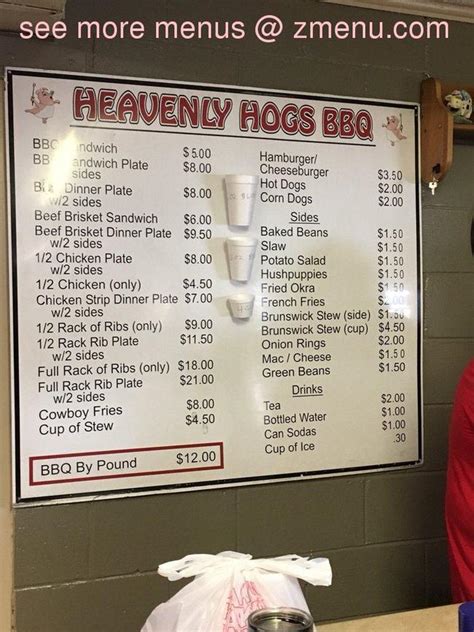 see more menus @ zmenu.com
HEAVENLY HOGS BBQ
BBQ Sandwich $5.00
BBQ Sandwich Plate $8.00
w/2 sides
BBQ Dinner Plate $8.00
w/2 sides
Beef Brisket Sandwich $6.00
Beef Brisket Dinner Plate $9.50
w/2 sides
1/2 Chicken Plate $8.00
w/2 sides
1/2 Chicken (only) $4.50
Chicken Strip Dinner Plate $7.00
w/2 sides
1/2 Rack of Ribs (only) $9.00
1/2 Rack Rib Plate $11.50
w/2 sides
Full Rack of Ribs (only) $18.00
Full Rack Rib Plate $21.00
w/2 sides
Cowboy Fries $8.00
Cup of Stew $4.50
BBQ By Pound $12.00
Hamburger/
Cheeseburger $3.50
Hot Dogs $2.00
Corn Dogs $2.00
Sides
Baked Beans $1.50
Slaw $1.50
Potato Salad $1.50
Hushpuppies $1.50
Fried Okra $1.50
French Fries $2.00
Brunswick Stew (side) $1.50
Brunswick Stew (cup) $4.50
Onion Rings $2.00
Mac / Cheese $1.50
Green Beans $1.50
Drinks
Tea $2.00
Bottled Water $1.00
Can Sodas $1.00
Cup of Ice .30